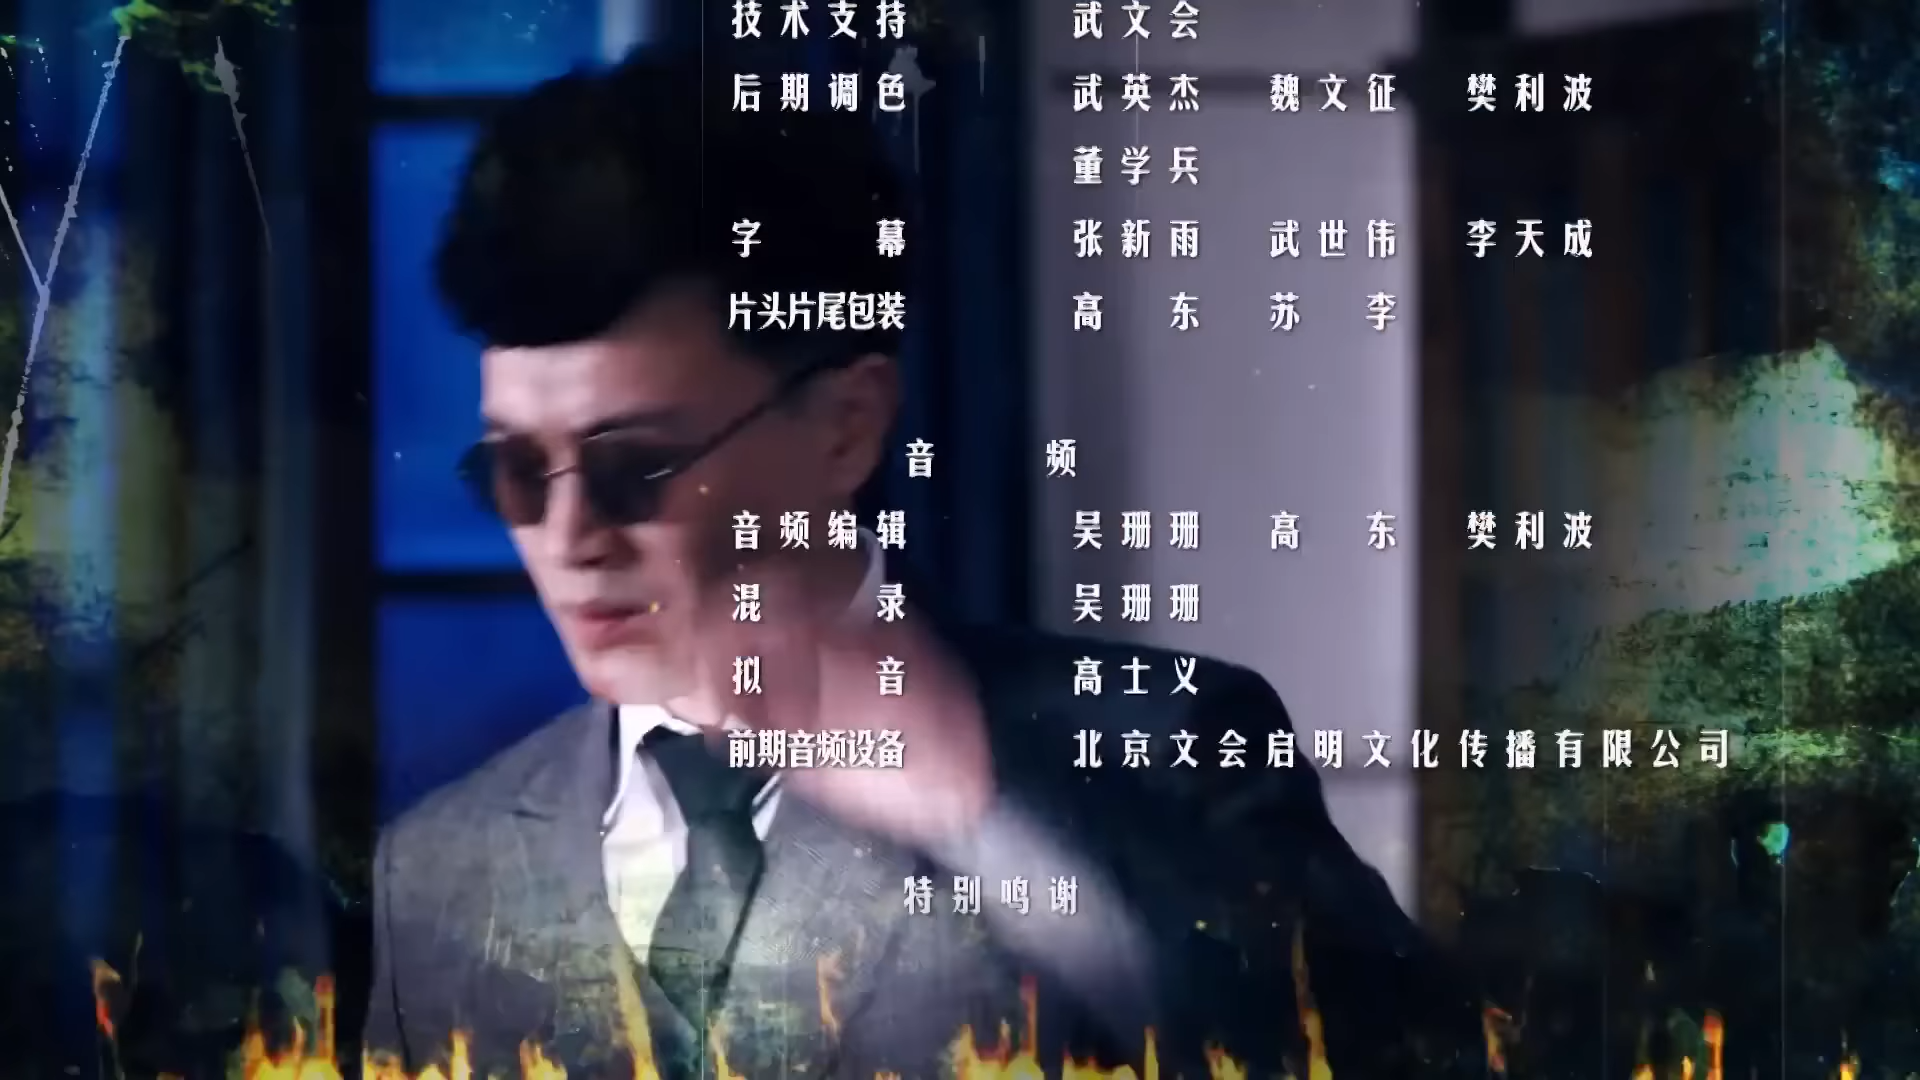 技术支持 武文会
后期调色 武英杰 魏文征 樊利波
董学兵
字幕 张新雨 武世伟 李天成
片头片尾包装 高东 苏李
音频
音频编辑 吴珊珊 高东 樊利波
混录 吴珊珊
拟音 高士义
前期音频设备 北京文会启明文化传播有限公司
特别鸣谢